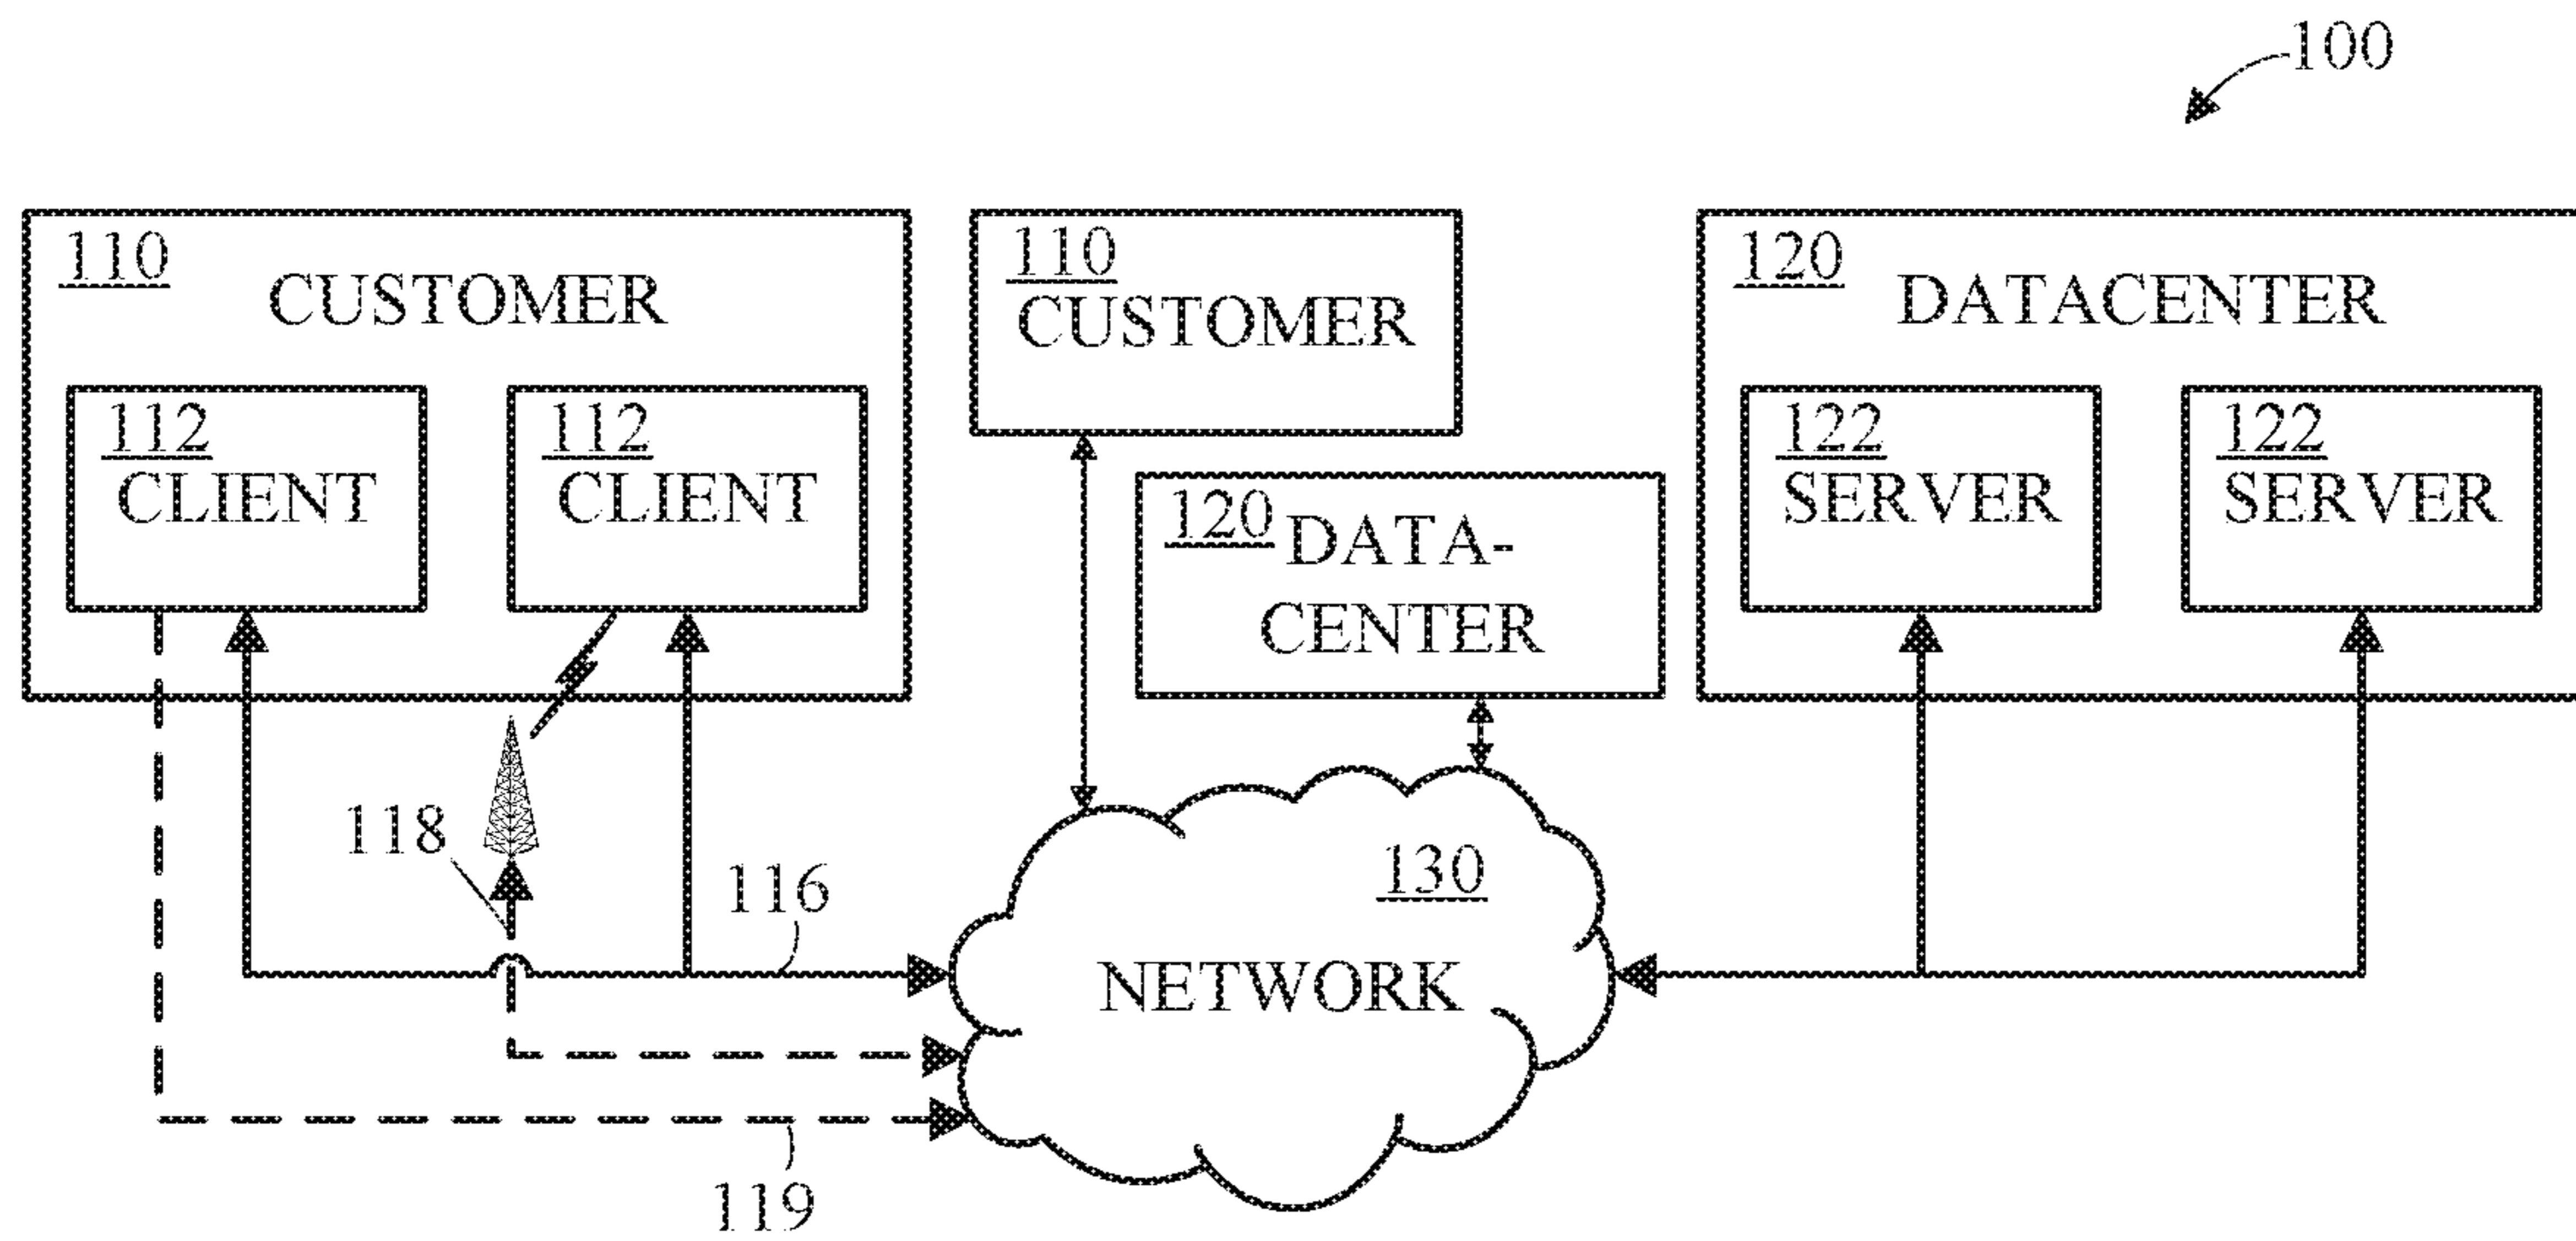 100
110
CUSTOMER
112
CLIENT
112
CLIENT
110
CUSTOMER
120
DATA-
CENTER
120
DATACENTER
122
SERVER
122
SERVER
118
116
130
NETWORK
119